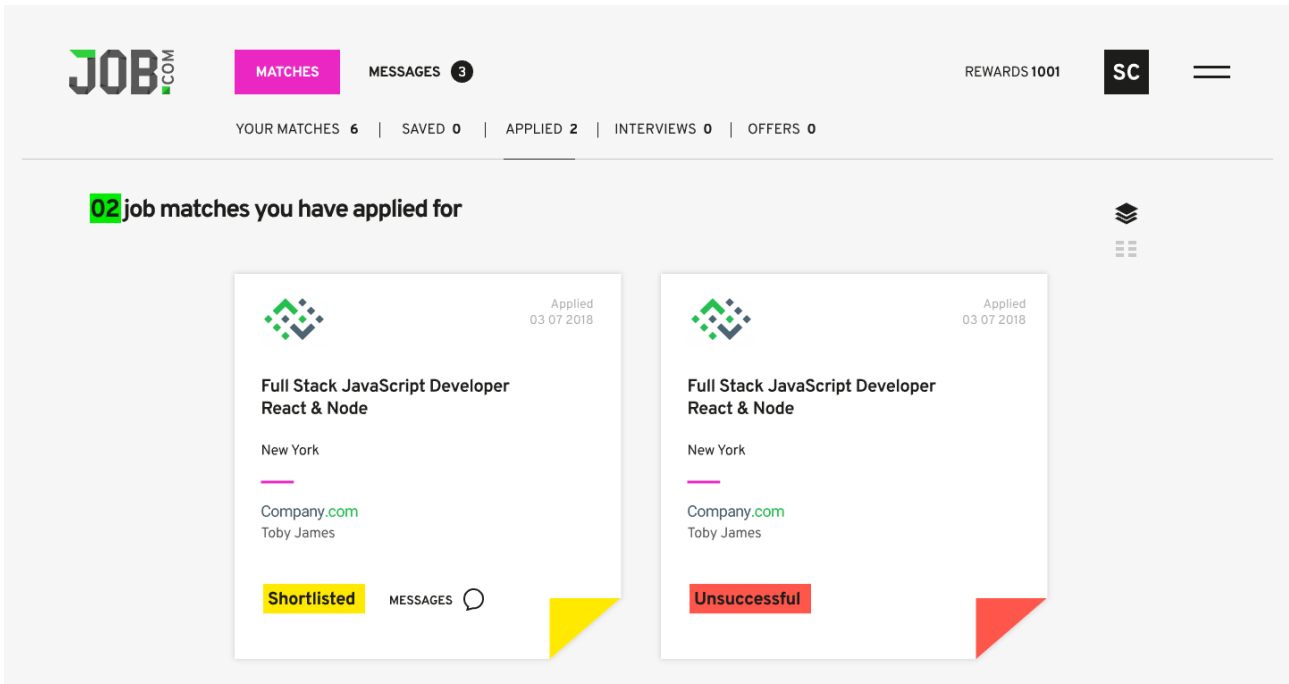 JOB.COM
MATCHES
MESSAGES 3
REWARDS 1001
SC
YOUR MATCHES 6 | SAVED 0 | APPLIED 2 | INTERVIEWS 0 | OFFERS 0
02 job matches you have applied for
Applied
03 07 2018
Full Stack JavaScript Developer
React & Node
New York
Company.com
Toby James
Shortlisted
MESSAGES
Applied
03 07 2018
Full Stack JavaScript Developer
React & Node
New York
Company.com
Toby James
Unsuccessful